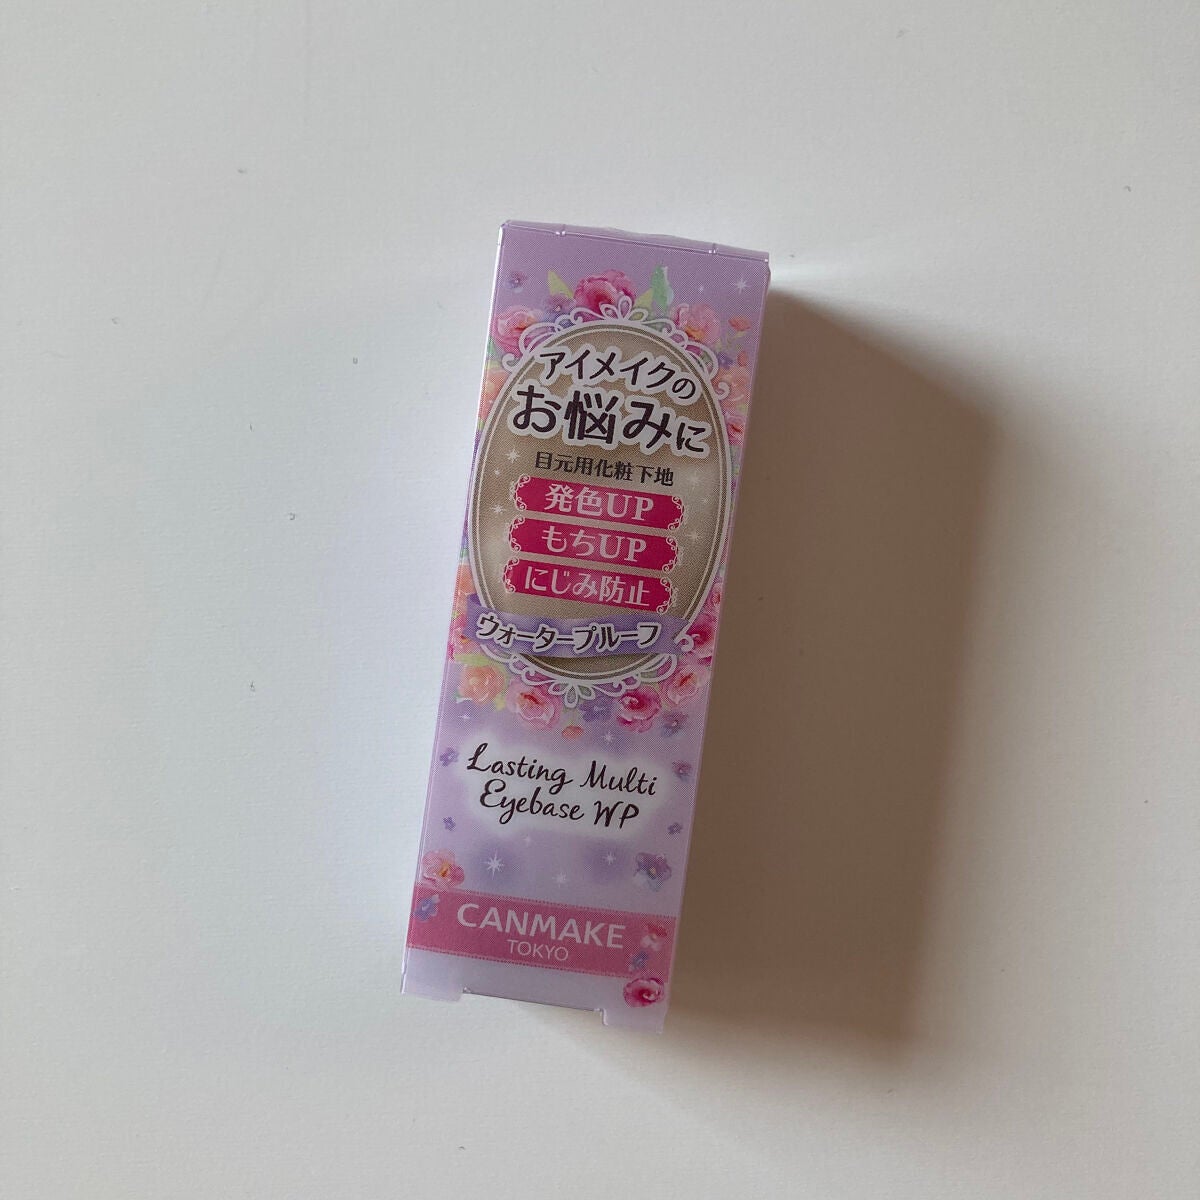 アイメイクの
お悩みに
目元用化粧下地
発色UP
もちUP
にじみ防止
ウォータープルーフ
Lasting Multi
Eyebase WP
CANMAKE
TOKYO